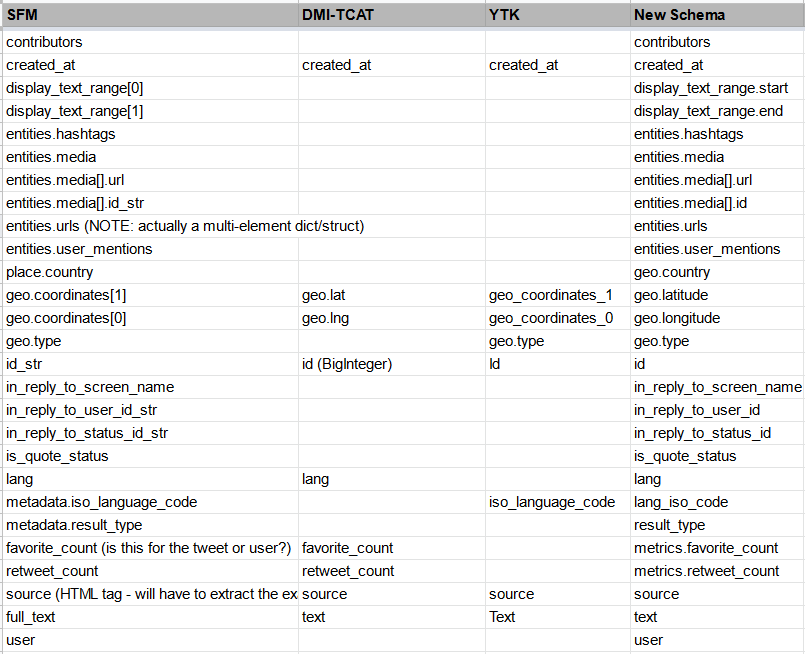 SFM DMI-TCAT YTK New Schema
contributors contributors
created_at created_at created_at created_at
display_text_range[0] display_text_range.start
display_text_range[1] display_text_range.end
entities.hashtags entities.hashtags
entities.media entities.media
entities.media[].url entities.media[].url
entities.media[].id_str entities.media[].id
entities.urls (NOTE: actually a multi-element dict/struct) entities.urls
entities.user_mentions entities.user_mentions
place.country geo.country
geo.coordinates[1] geo.lat geo_coordinates_1 geo.latitude
geo.coordinates[0] geo.lng geo_coordinates_0 geo.longitude
geo.type geo.type geo.type
id_str id (BigInteger) Id id
in_reply_to_screen_name in_reply_to_screen_name
in_reply_to_user_id_str in_reply_to_user_id
in_reply_to_status_id_str in_reply_to_status_id
is_quote_status is_quote_status
lang lang lang
metadata.iso_language_code iso_language_code lang_iso_code
metadata.result_type result_type
favorite_count (is this for the tweet or user?) favorite_count metrics.favorite_count
retweet_count retweet_count metrics.retweet_count
source (HTML tag - will have to extract the ex source source source
full_text text Text text
user user